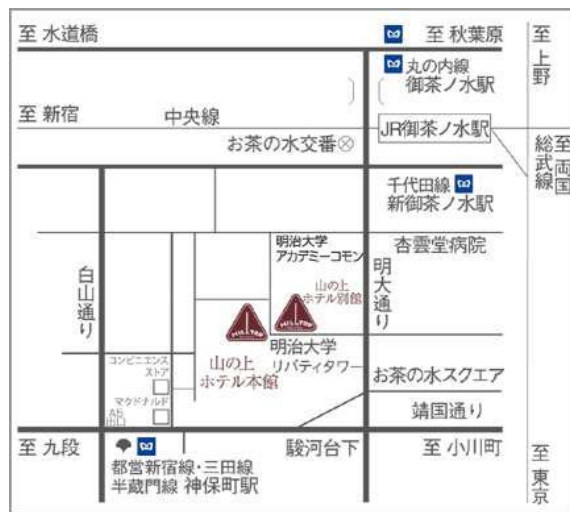 至 水道橋
至 秋葉原
至 上野
丸の内線
御茶ノ水駅
至 新宿
中央線
お茶の水交番
JR御茶ノ水駅
総武線
至 両国
千代田線
新御茶ノ水駅
明治大学
アカデミーコモン
杏雲堂病院
白山通り
明大通り
山の上
ホテル別館
HILLTOP
HILLTOP
山の上
ホテル本館
明治大学
リバティタワー
コンビニエンス
ストア
マクドナルド
A5
出口
お茶の水スクエア
靖国通り
至 九段
駿河台下
至 小川町
都営新宿線・三田線
半蔵門線 神保町駅
至 東京